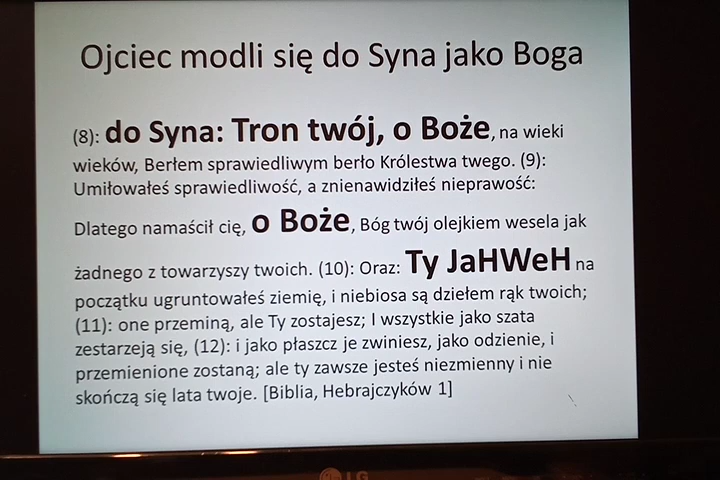 Ojciec modli się do Syna jako Boga
(8): do Syna: Tron twój, o Boże, na wieki
wieków, Berłem sprawiedliwym berło Królestwa twego. (9):
Umiłowałeś sprawiedliwość, a znienawidziłeś nieprawość:
Dlatego namaścił cię, o Boże, Bóg twój olejkiem wesela jak
żadnego z towarzyszy twoich. (10): Oraz: Ty JaHWeH na
początku ugruntowałeś ziemię, i niebiosa są dziełem rąk twoich;
(11): one przeminą, ale Ty zostajesz; I wszystkie jako szata
zestarzeją się, (12): i jako płaszcz je zwiniesz, jako odzienie, i
przemienione zostaną; ale ty zawsze jesteś niezmienny i nie
skończą się lata twoje. [Biblia, Hebrajczyków 1]
LG